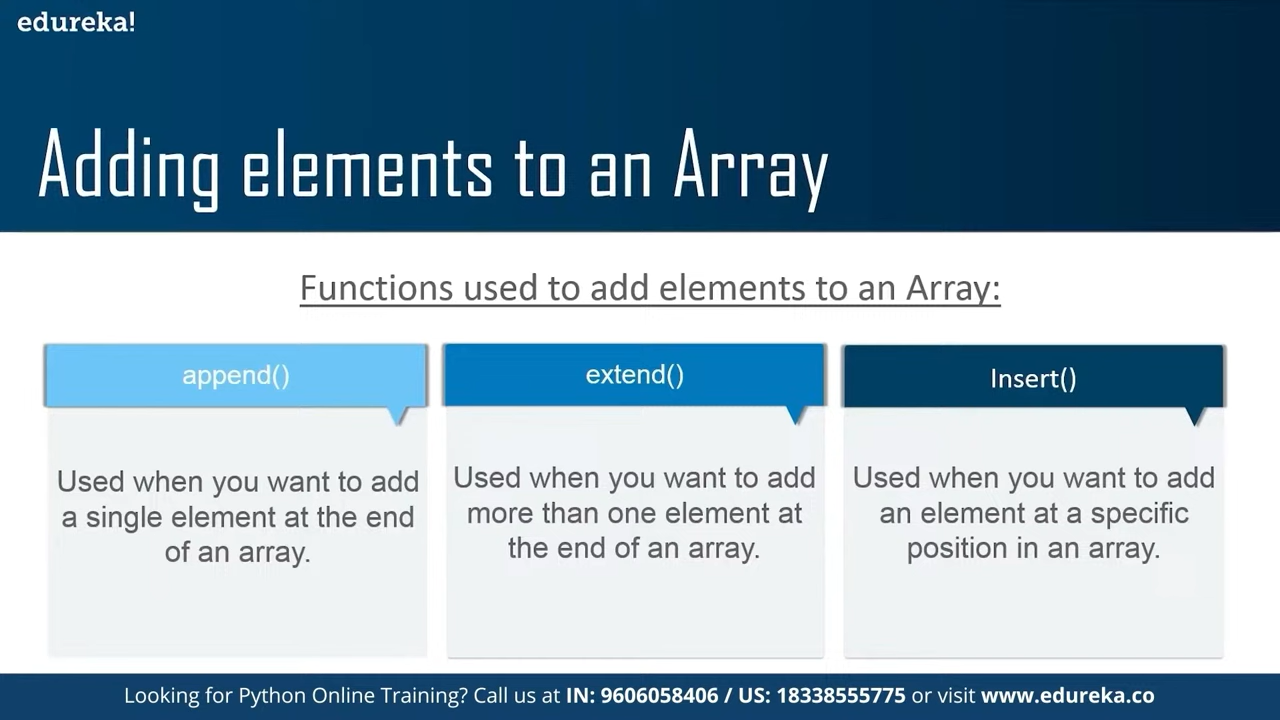 edureka!
Adding elements to an Array
Functions used to add elements to an Array:
append()
Used when you want to add
a single element at the end
of an array.
extend()
Used when you want to add
more than one element at
the end of an array.
Insert()
Used when you want to add
an element at a specific
position in an array.
Looking for Python Online Training? Call us at IN: 9606058406 / US: 18338555775 or visit www.edureka.co